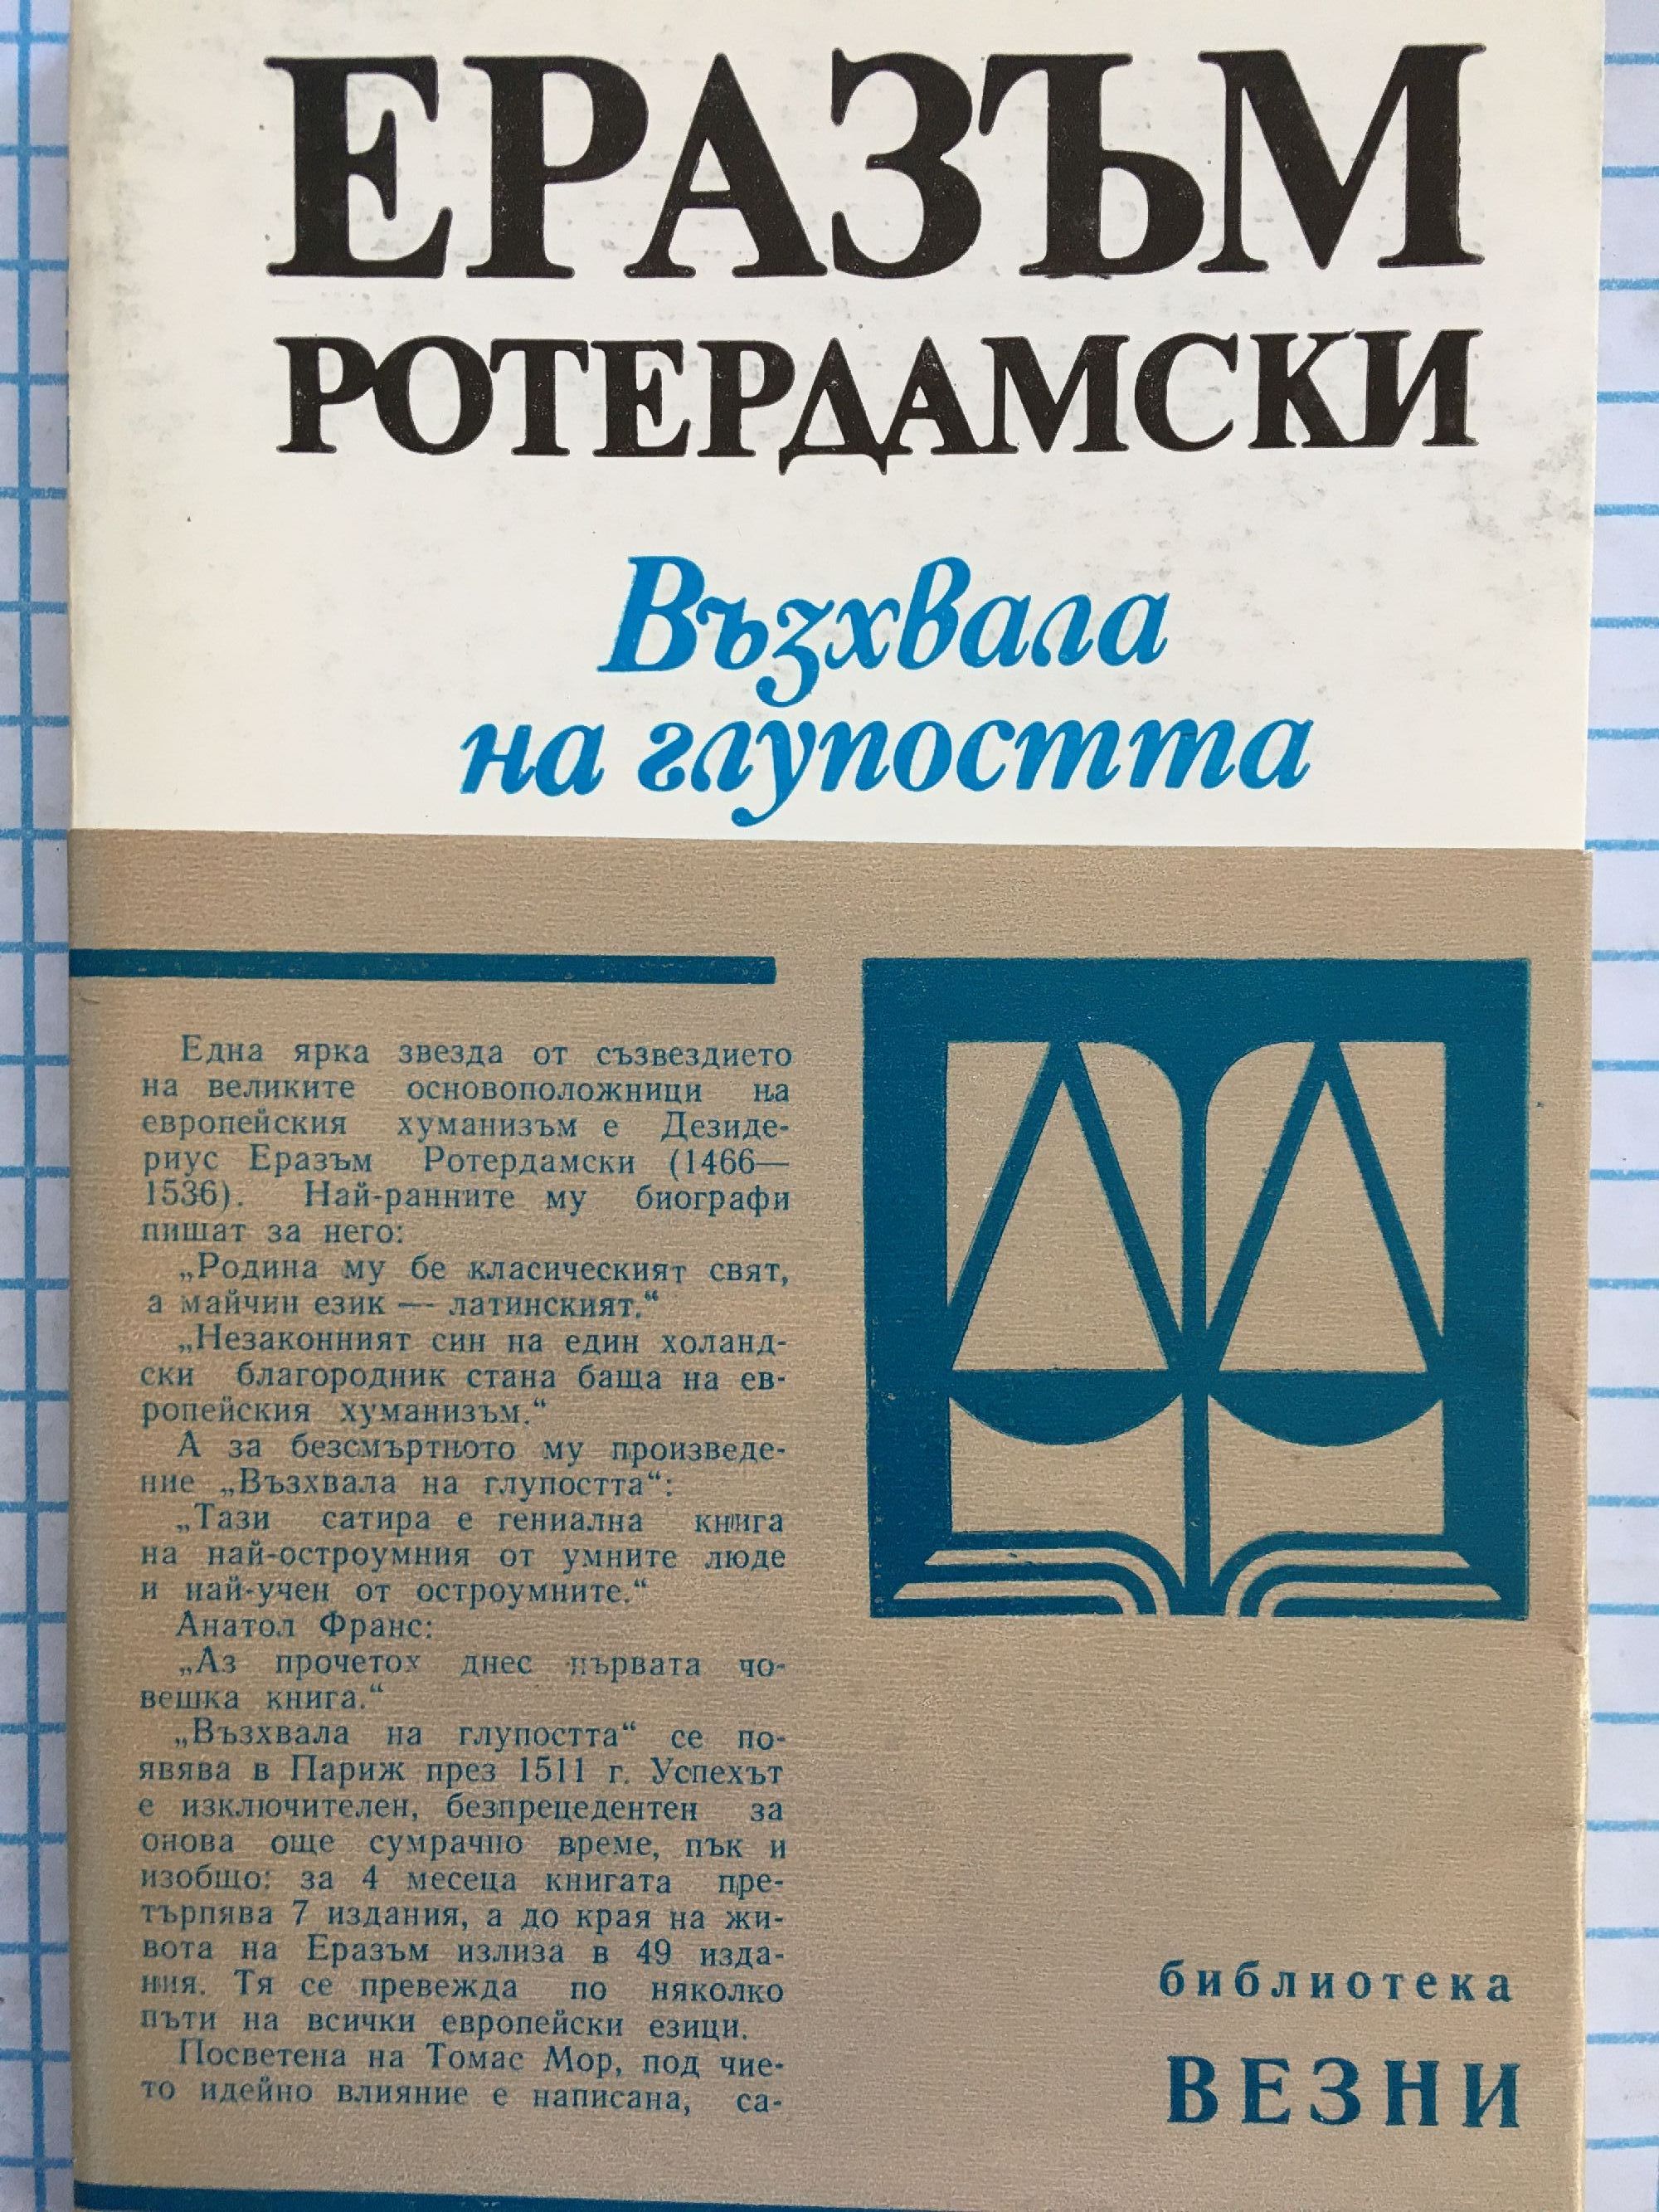 ЕРАЗЪМ
РОТЕРДАМСКИ
Възхвала
на глупостта
Една ярка звезда от съзвездието
на великите основоположници на
европейския хуманизъм е Дезиде-
риус Еразъм Ротердамски (1466—
1536). Най-ранните му биографи
пишат за него:
„Родина му бе класическият свят,
а майчин език — латинският.“
„Незаконният син на един холанд-
ски благородник стана баща на ев-
ропейския хуманизъм.“
А за безсмъртното му произведе-
ние „Възхвала на глупостта“:
„Тази сатира е гениална книга
на най-остроумния от умните люде
и най-учен от остроумните.“
Анатол Франс:
„Аз прочетох днес първата чо-
вешка книга.“
„Възхвала на глупостта“ се по-
явява в Париж през 1511 г. Успехът
е изключителен, безпрецедентен за
онова още сумрачно време, пък и
изобщо: за 4 месеца книгата пре-
търпява 7 издания, а до края на жи-
вота на Еразъм излиза в 49 изда-
ния. Тя се превежда по няколко
пъти на всички европейски езици.
Посветена на Томас Мор, под чие-
то идейно влияние е написана, са-
библиотека
ВЕЗНИ